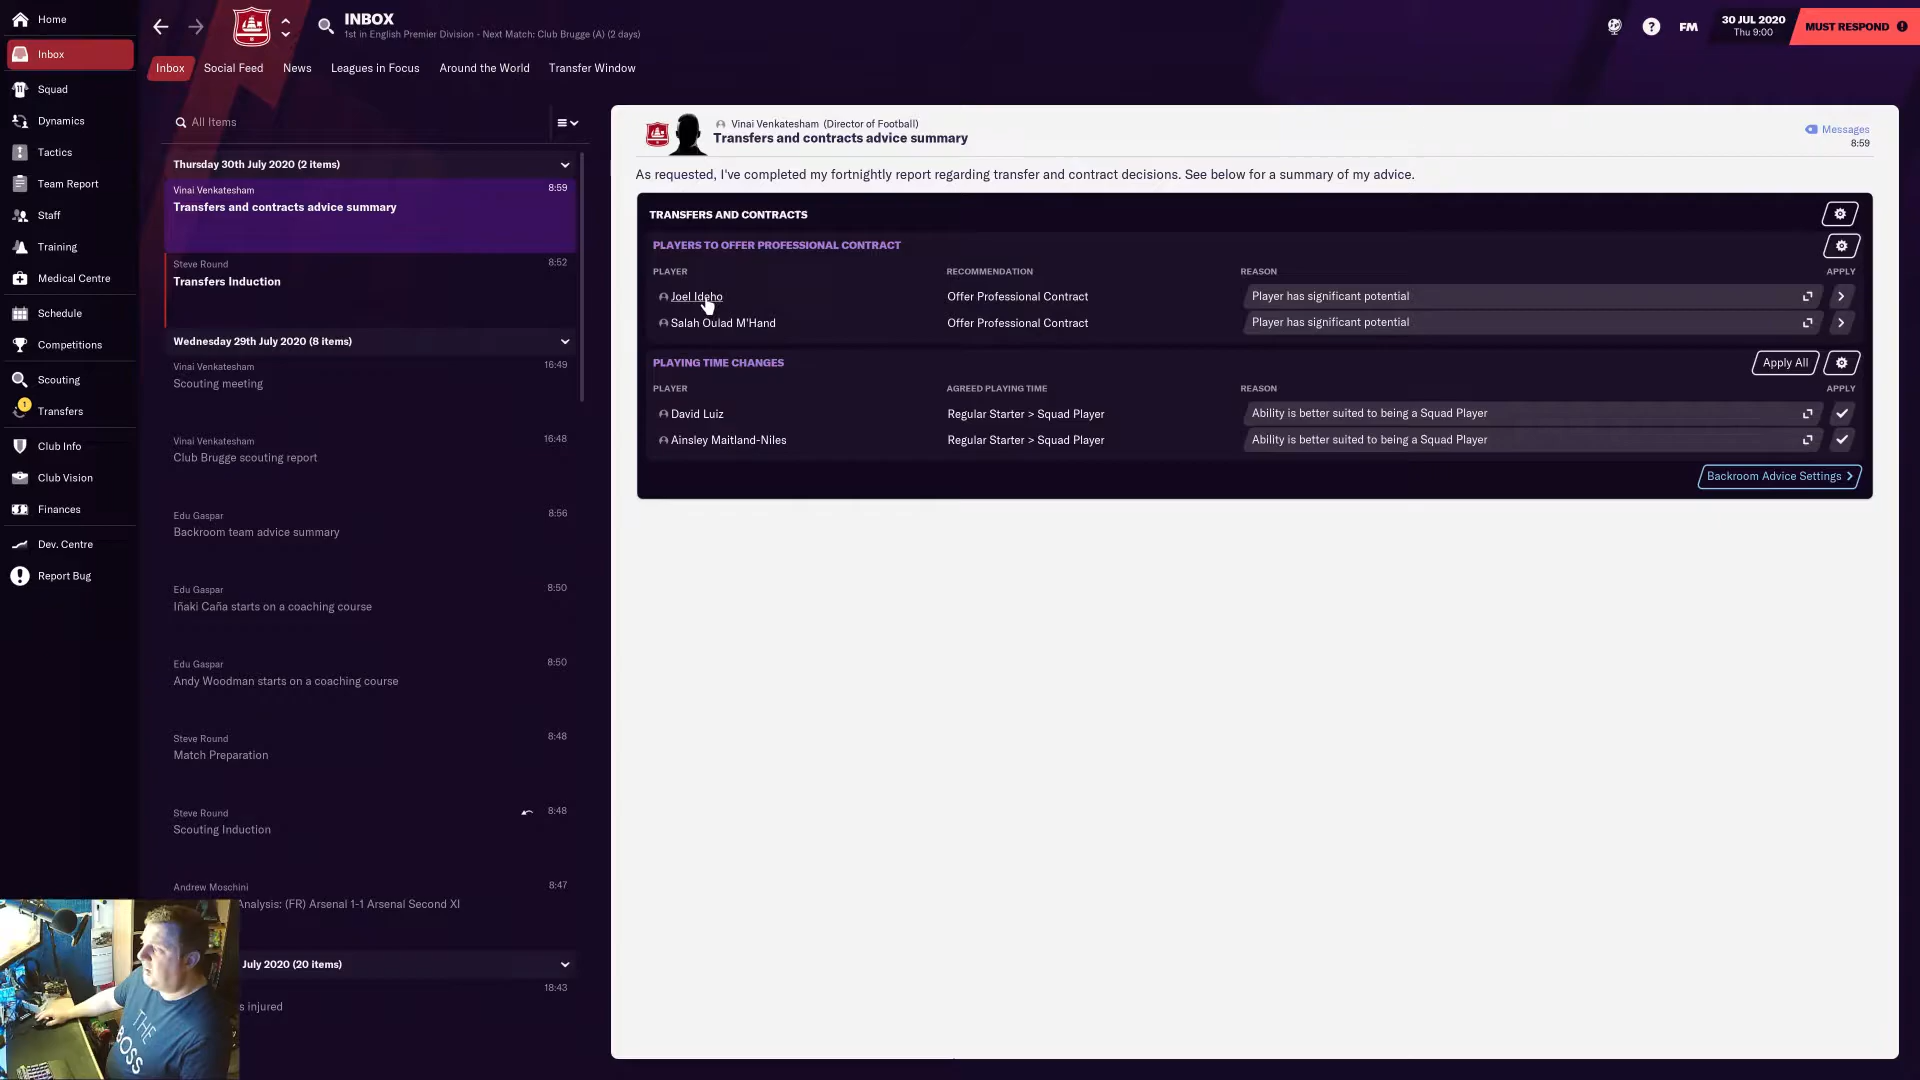 Home
Inbox
Squad
Dynamics
Tactics
Team Report
Staff
Training
Medical Centre
Schedule
Competitions
Scouting
1
Transfers
Club Info
Club Vision
Finances
Dev. Centre
Report Bug
INBOX
1st in English Premier Division - Next Match: Club Brugge (A) (2 days)
FM
30 JUL 2020
Thu 9:00
MUST RESPOND
Inbox
Social Feed
News
Leagues in Focus
Around the World
Transfer Window
All Items
Thursday 30th July 2020 (2 items)
Vinai Venkatesham 8:59
Transfers and contracts advice summary
Steve Round 8:52
Transfers Induction
Wednesday 29th July 2020 (8 items)
Vinai Venkatesham 16:49
Scouting meeting
Vinai Venkatesham 16:48
Club Brugge scouting report
Edu Gaspar 8:56
Backroom team advice summary
Edu Gaspar 8:50
Iñaki Caña starts on a coaching course
Edu Gaspar 8:50
Andy Woodman starts on a coaching course
Steve Round 8:48
Match Preparation
Steve Round 8:48
Scouting Induction
Andrew Moschini 8:47
Analysis: (FR) Arsenal 1-1 Arsenal Second XI
July 2020 (20 items)
18:43
s injured
THE BOSS
Vinai Venkatesham (Director of Football)
Transfers and contracts advice summary
Messages
8:59
As requested, I've completed my fortnightly report regarding transfer and contract decisions. See below for a summary of my advice.
TRANSFERS AND CONTRACTS
PLAYERS TO OFFER PROFESSIONAL CONTRACT
PLAYER RECOMMENDATION REASON APPLY
Joel Ideho Offer Professional Contract Player has significant potential
Salah Oulad M'Hand Offer Professional Contract Player has significant potential
PLAYING TIME CHANGES Apply All
PLAYER AGREED PLAYING TIME REASON APPLY
David Luiz Regular Starter > Squad Player Ability is better suited to being a Squad Player
Ainsley Maitland-Niles Regular Starter > Squad Player Ability is better suited to being a Squad Player
Backroom Advice Settings >